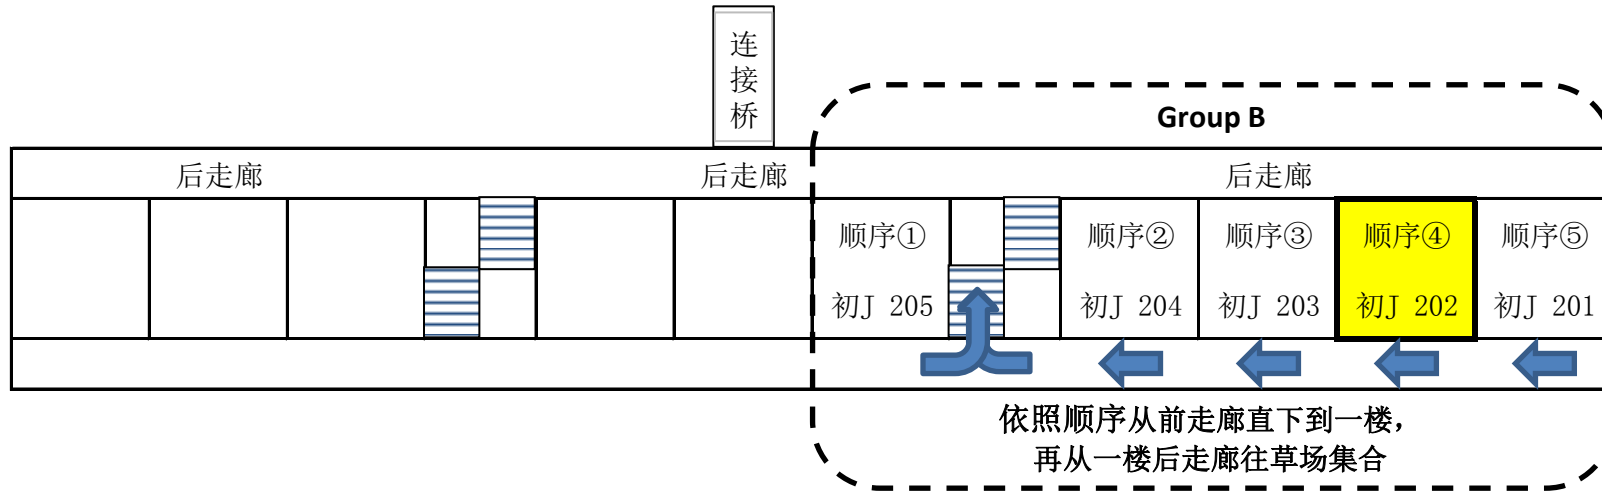 连
接
桥
Group B
后走廊 后走廊 后走廊
顺序① 顺序② 顺序③ 顺序④ 顺序⑤
初J 205 初J 204 初J 203 初J 202 初J 201
依照顺序从前走廊直下到一楼，
再从一楼后走廊往草场集合